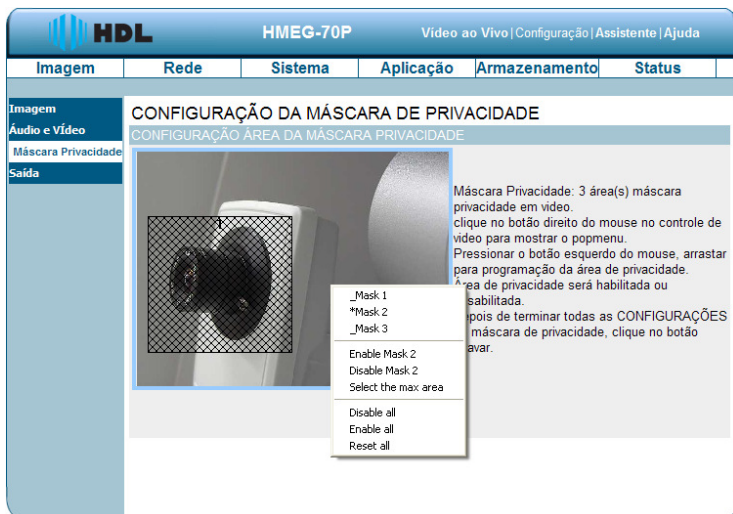 HDL
HMEG-70P
Vídeo ao Vivo | Configuração | Assistente | Ajuda
Imagem Rede Sistema Aplicação Armazenamento Status
Imagem
Áudio e Vídeo
Máscara Privacidade
Saída
CONFIGURAÇÃO DA MÁSCARA DE PRIVACIDADE
CONFIGURAÇÃO ÁREA DA MÁSCARA PRIVACIDADE
Máscara Privacidade: 3 área(s) máscara
privacidade em video.
clique no botão direito do mouse no controle de
video para mostrar o popmenu.
Pressionar o botão esquerdo do mouse, arrastar
para programação da área de privacidade.
Área de privacidade será habilitada ou
sabilitada.
pois de terminar todas as CONFIGURAÇÕES
máscara de privacidade, clique no botão
avar.
_Mask 1
*Mask 2
_Mask 3
Enable Mask 2
Disable Mask 2
Select the max area
Disable all
Enable all
Reset all